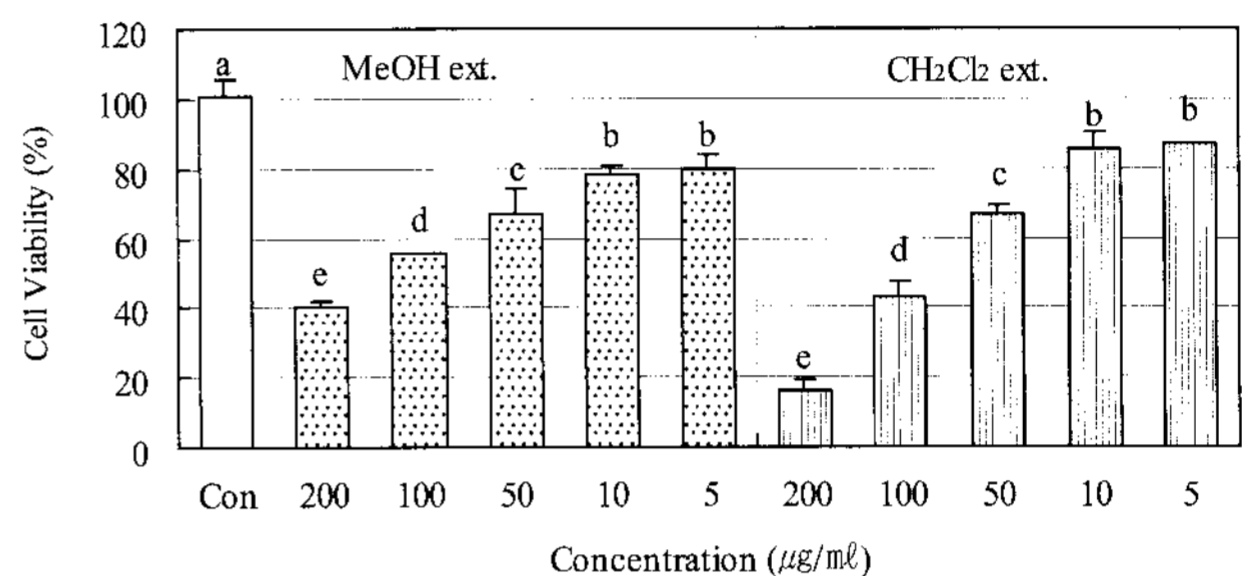 120
100
80
60
40
20
0
Cell Viability (%)
MeOH ext.
CH2Cl2 ext.
a
e
d
c
b
b
e
d
c
b
b
Con 200 100 50 10 5 200 100 50 10 5
Concentration (μg/mℓ)